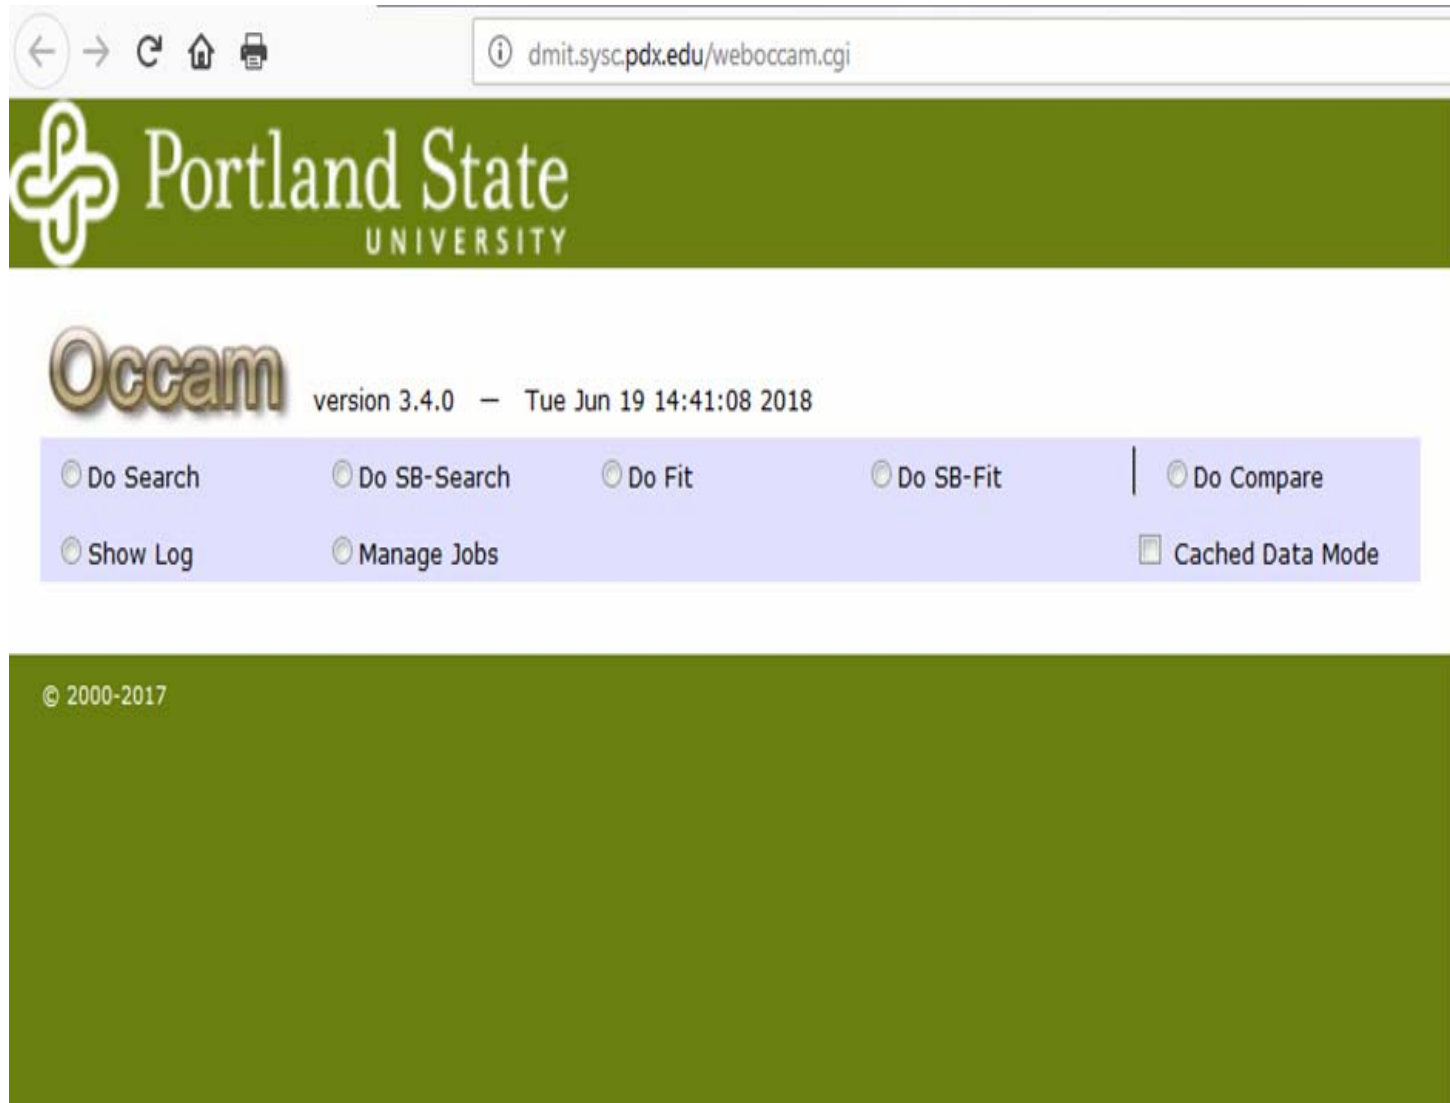 dmit.sysc.pdx.edu/weboccam.cgi
Portland State
UNIVERSITY
Occam version 3.4.0 — Tue Jun 19 14:41:08 2018
Do Search Do SB-Search Do Fit Do SB-Fit | Do Compare
Show Log Manage Jobs Cached Data Mode
© 2000-2017